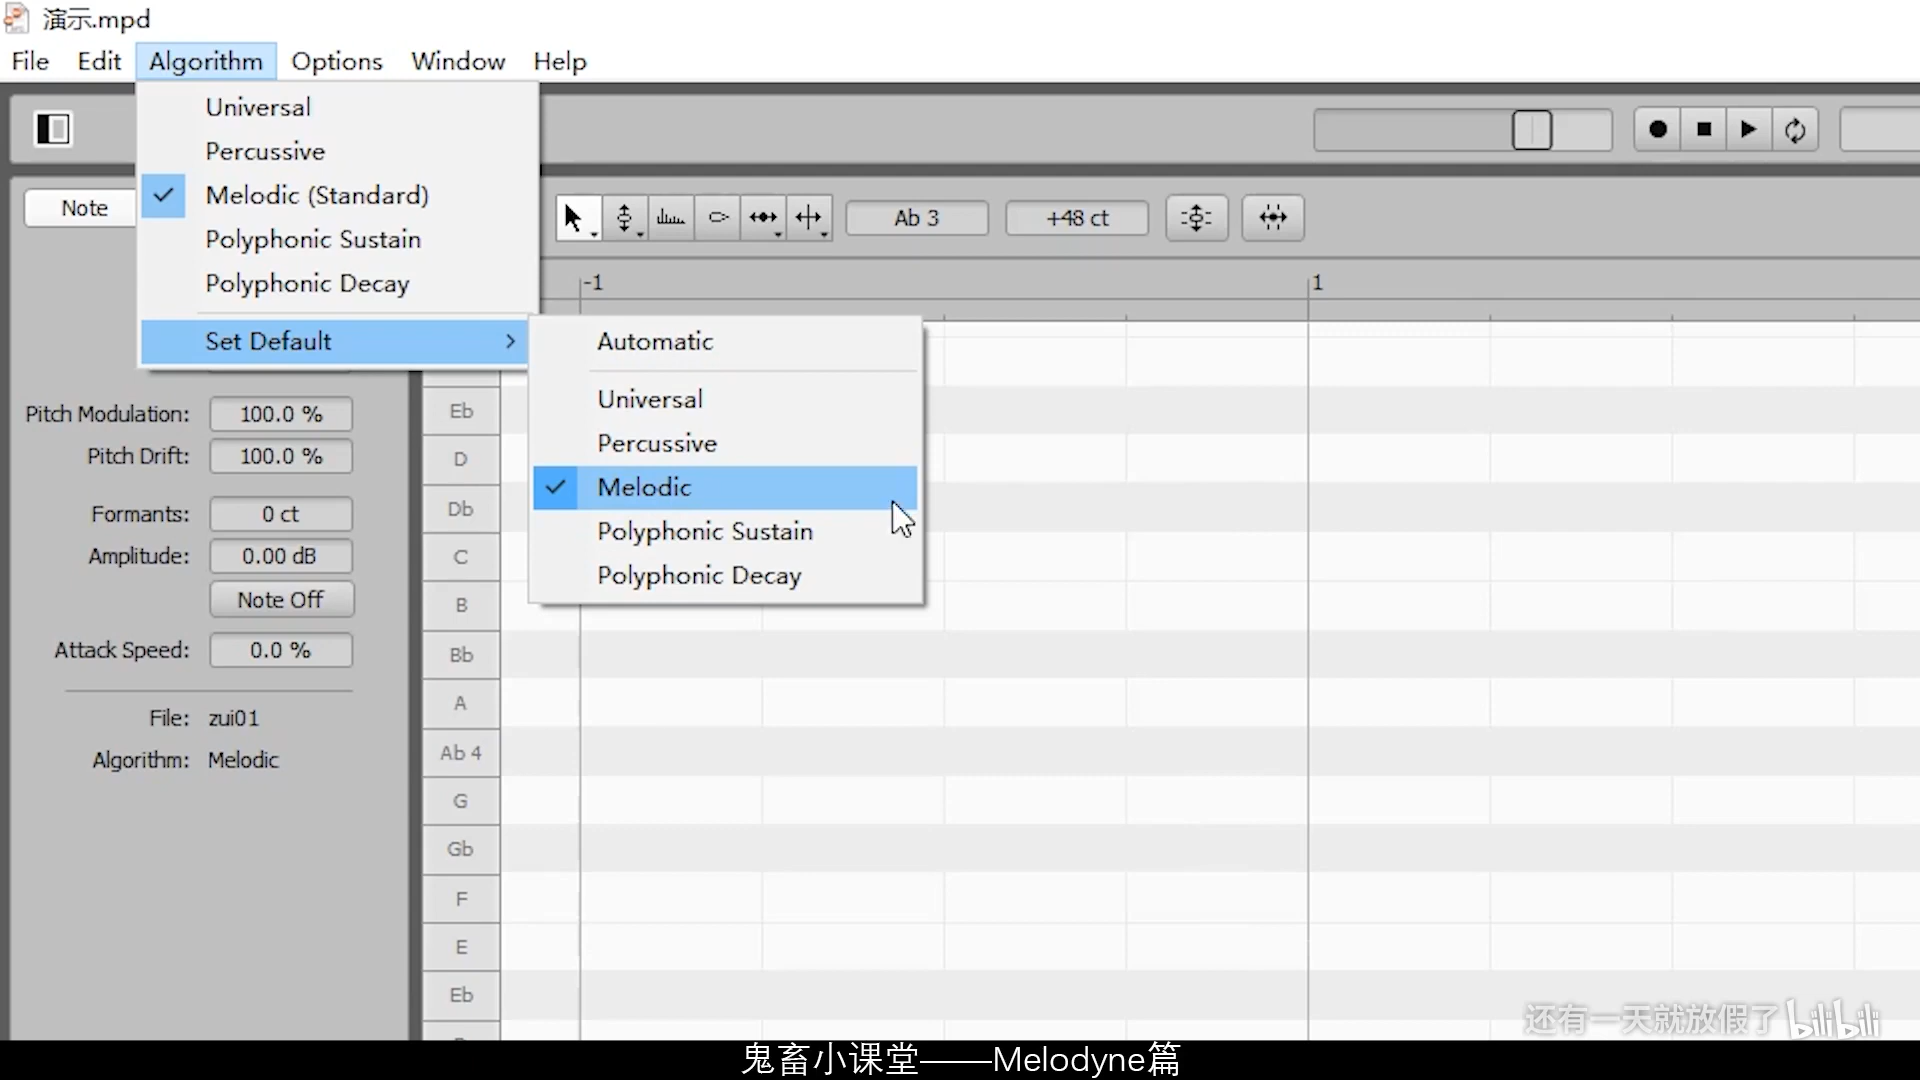 演示.mpd
File Edit Algorithm Options Window Help
Universal
Percussive
Melodic (Standard)
Polyphonic Sustain
Polyphonic Decay
Set Default
Automatic
Universal
Percussive
Melodic
Polyphonic Sustain
Polyphonic Decay
Note
Ab 3 +48 ct
-1 1
Pitch Modulation: 100.0 %
Pitch Drift: 100.0 %
Formants: 0 ct
Amplitude: 0.00 dB
Note Off
Attack Speed: 0.0 %
File: zui01
Algorithm: Melodic
Eb
D
Db
C
B
Bb
A
Ab 4
G
Gb
F
E
Eb
还有一天就放假了 bilibili
鬼畜小课堂——Melodyne篇